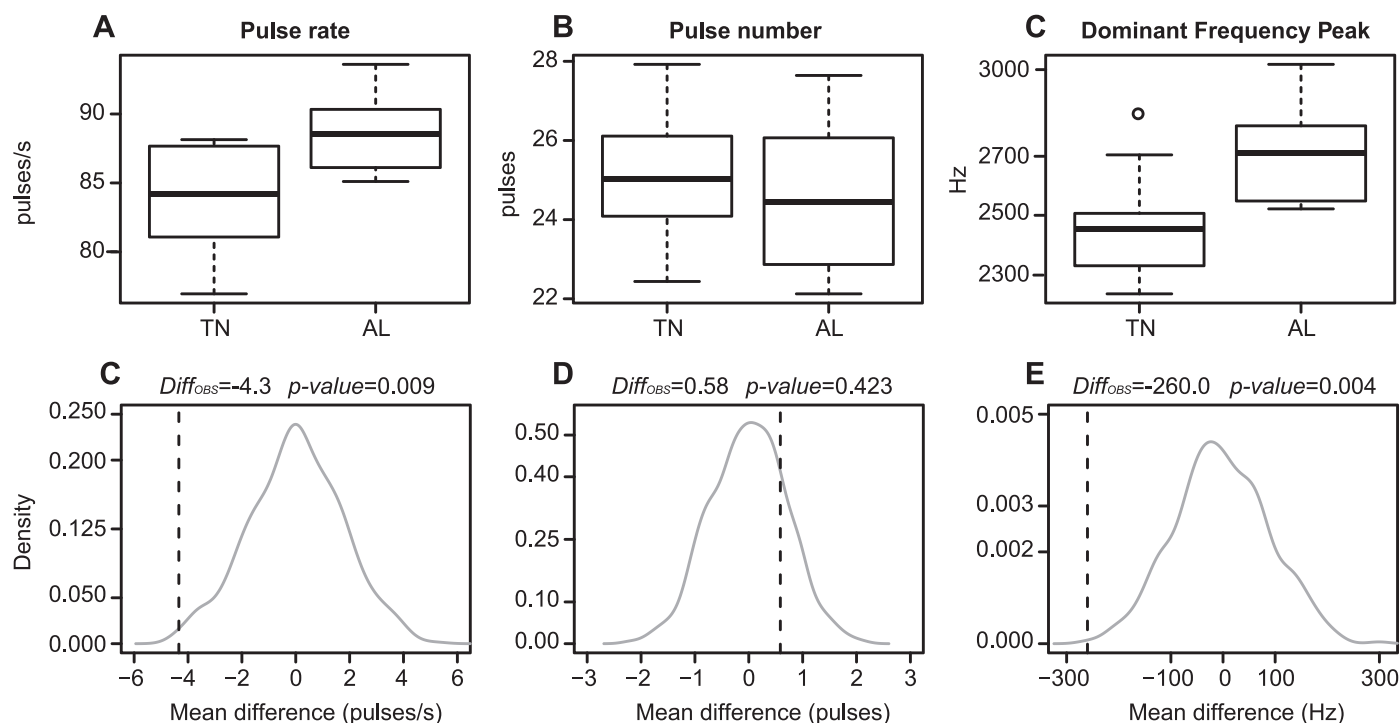 A Pulse rate
pulses/s
90
85
80
TN AL
B Pulse number
pulses
28
26
24
22
TN AL
C Dominant Frequency Peak
Hz
3000
2700
2500
2300
TN AL
C
DiffOBS=-4.3 p-value=0.009
Density
0.250
0.200
0.125
0.050
0.000
−6 −4 −2 0 2 4 6
Mean difference (pulses/s)
D
DiffOBS=0.58 p-value=0.423
0.50
0.40
0.25
0.10
0.00
−3 −2 −1 0 1 2 3
Mean difference (pulses)
E
DiffOBS=-260.0 p-value=0.004
0.005
0.003
0.002
0.000
−300 −100 0 100 300
Mean difference (Hz)